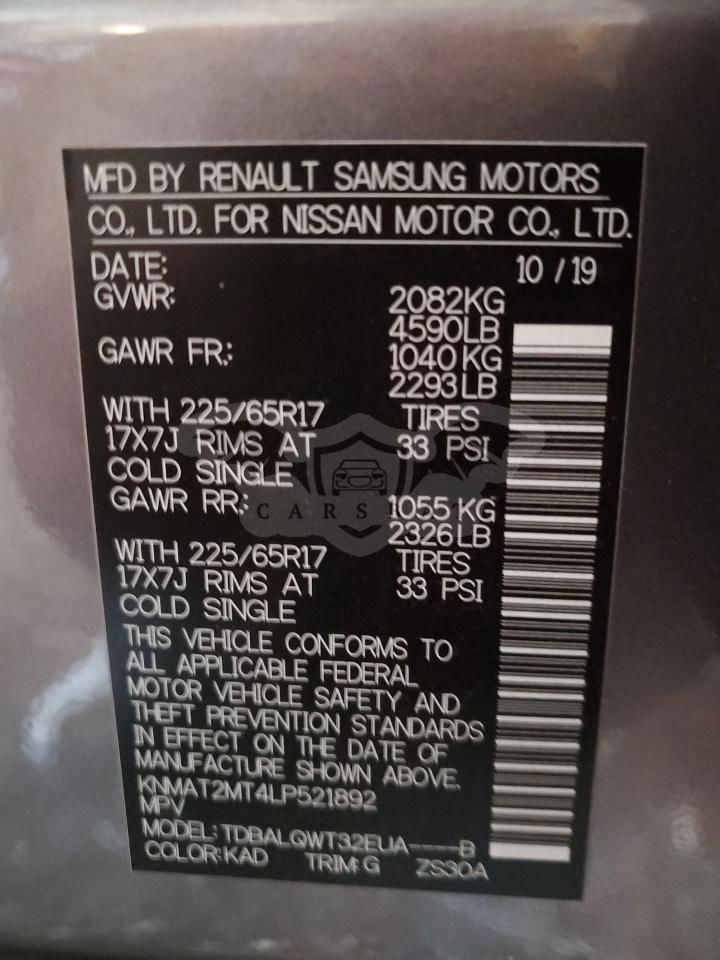 MFD BY RENAULT SAMSUNG MOTORS
CO., LTD. FOR NISSAN MOTOR CO., LTD.
DATE: 10 / 19
GVWR: 2082KG
4590LB
GAWR FR.: 1040 KG
2293 LB
WITH 225/65R17 TIRES
17X7J RIMS AT 33 PSI
COLD SINGLE
GAWR RR.: 1055 KG
2326 LB
WITH 225/65R17 TIRES
17X7J RIMS AT 33 PSI
COLD SINGLE
THIS VEHICLE CONFORMS TO
ALL APPLICABLE FEDERAL
MOTOR VEHICLE SAFETY AND
THEFT PREVENTION STANDARDS
IN EFFECT ON THE DATE OF
MANUFACTURE SHOWN ABOVE.
KNMAT2MT4LP521892
MPV
MODEL: TDBALQWT32EUA-----B
COLOR: KAD TRIM: G ZS30A